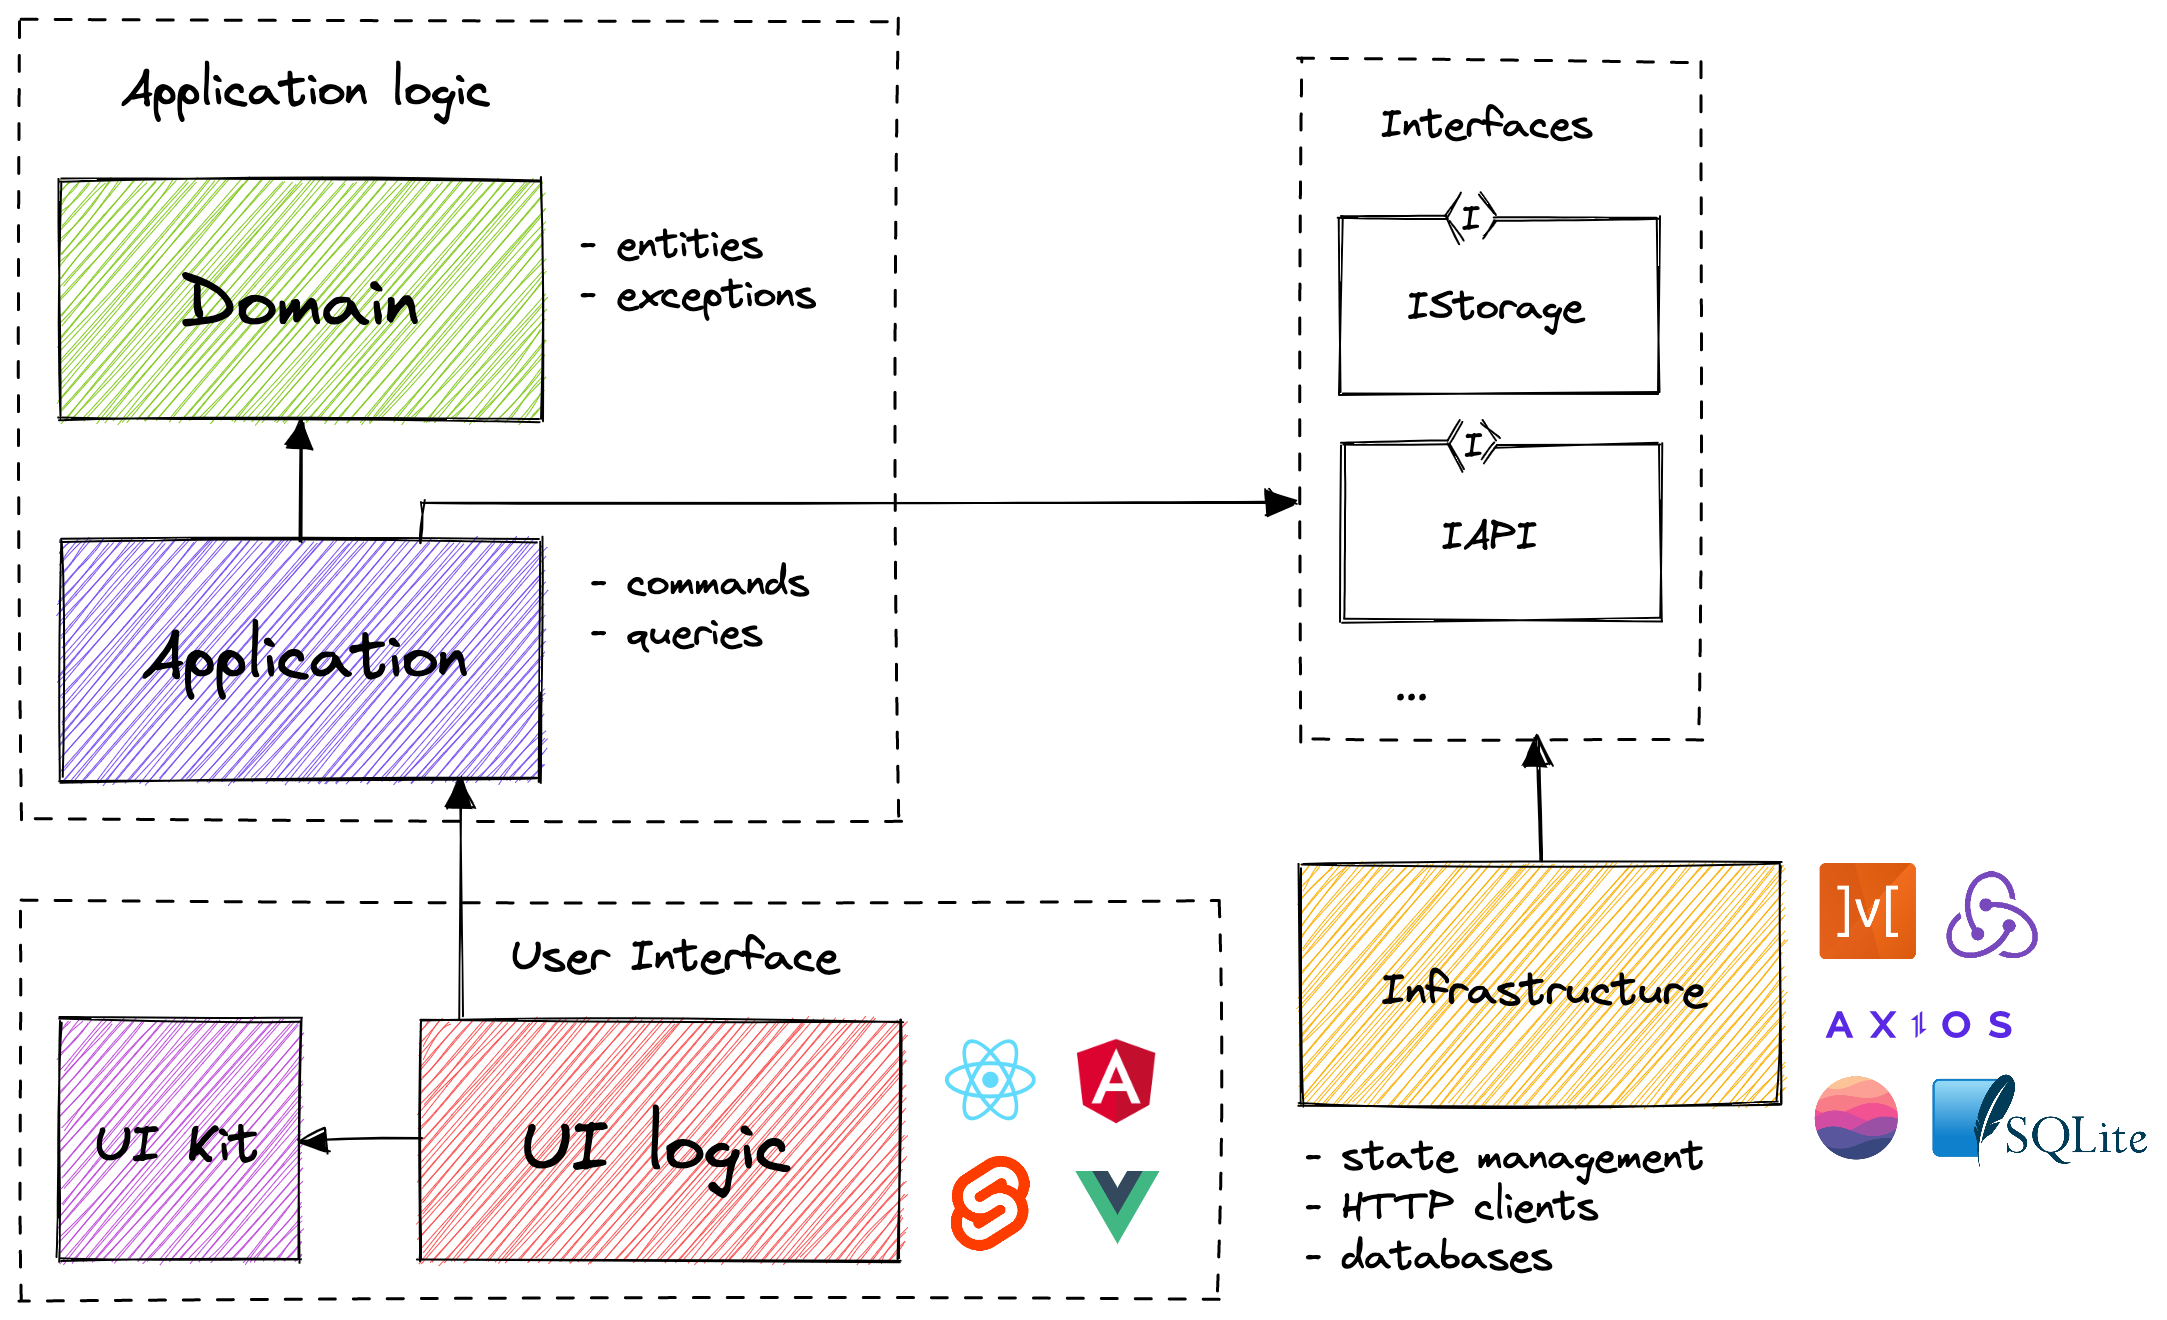 Application logic
Domain
- entities
- exceptions
Application
- commands
- queries
Interfaces
I
IStorage
I
IAPI
...
User Interface
UI Kit
UI logic
Infrastructure
]v[
AXIOS
SQLite
- state management
- HTTP clients
- databases